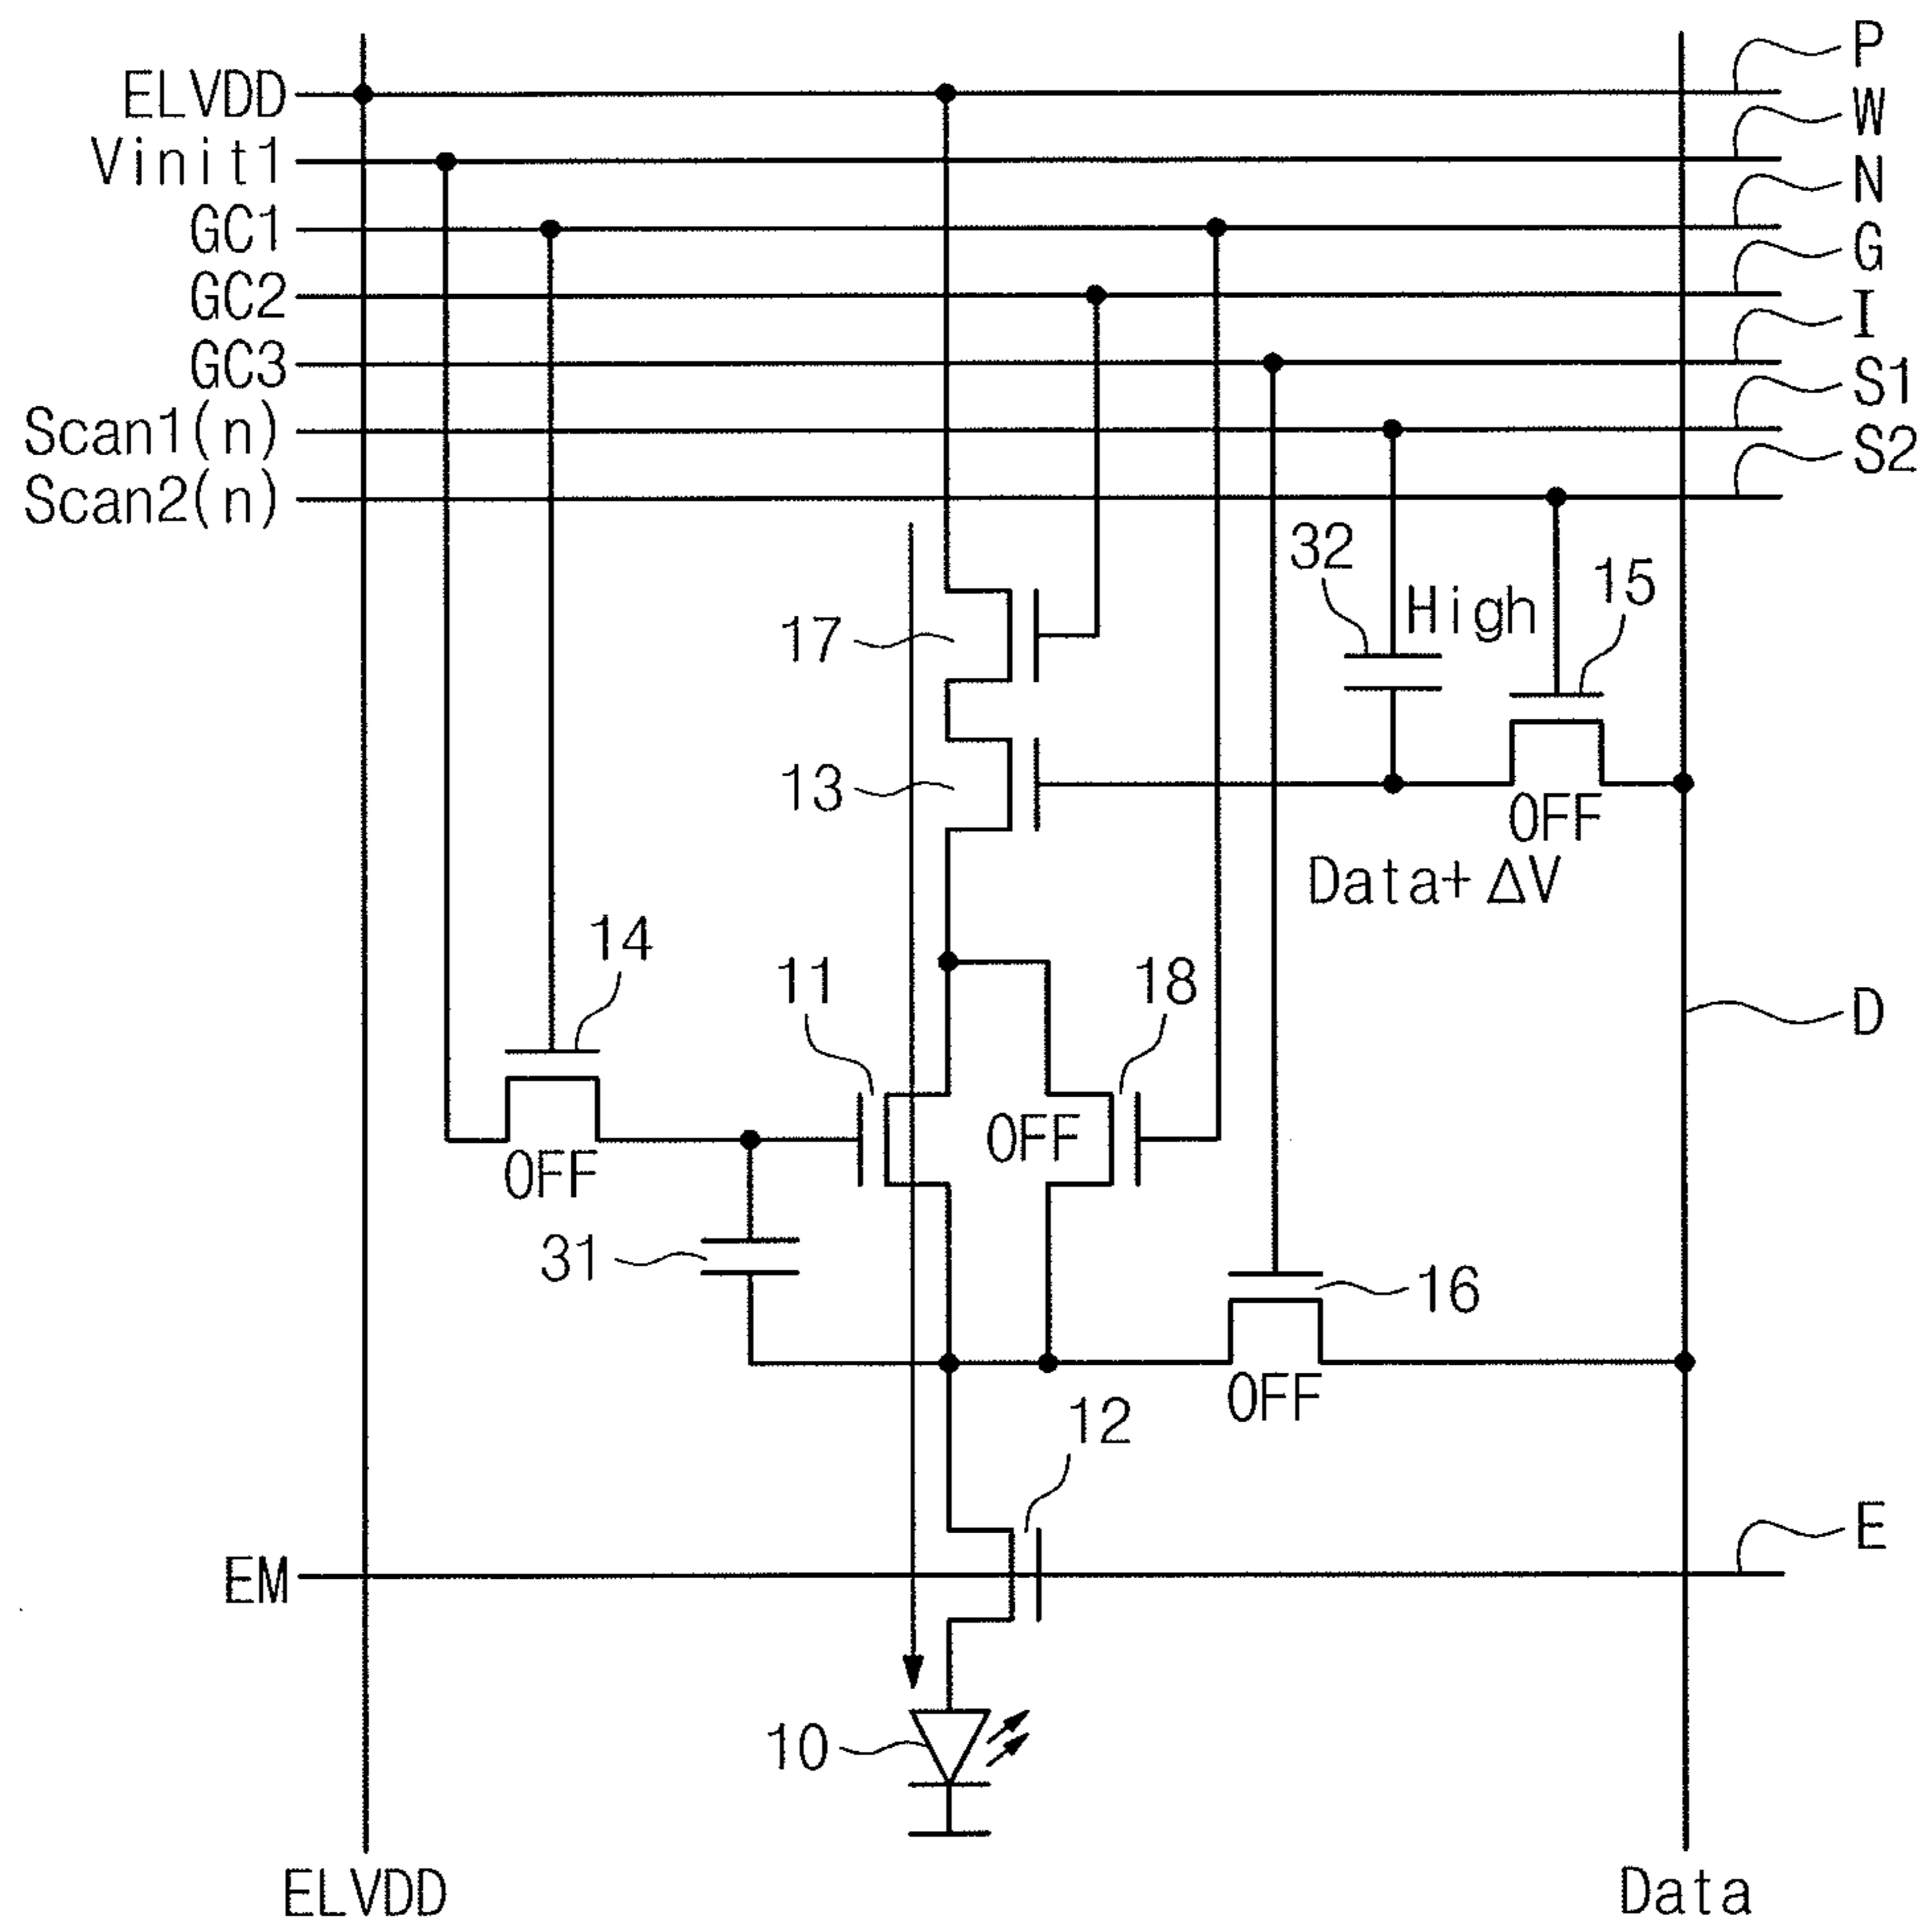 ELVDD
P
Vinit1
W
GC1
N
GC2
G
GC3
I
Scan1(n)
S1
Scan2(n)
S2
32
High
15
17
13
OFF
Data+ΔV
14
11
18
D
OFF
OFF
31
16
OFF
12
EM
E
10
ELVDD
Data